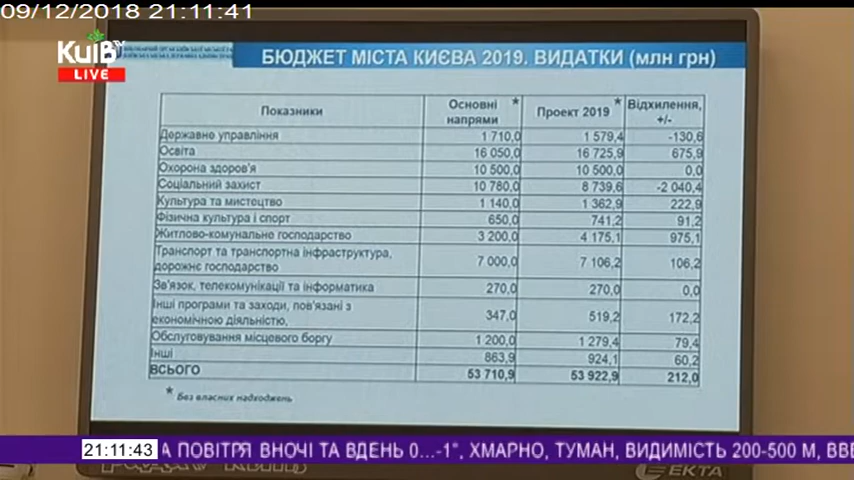 09/12/2018 21:11:41
КиїВ TV
LIVE
БЮДЖЕТ МІСТА КИЄВА 2019. ВИДАТКИ (млн грн)
Показники Основні напрями * Проект 2019 * Відхилення, +/-
Державне управління 1 710,0 1 579,4 -130,6
Освіта 16 050,0 16 725,9 675,9
Охорона здоров'я 10 500,0 10 500,0 0,0
Соціальний захист 10 780,0 8 739,6 -2 040,4
Культура та мистецтво 1 140,0 1 362,9 222,9
Фізична культура і спорт 650,0 741,2 91,2
Житлово-комунальне господарство 3 200,0 4 175,1 975,1
Транспорт та транспортна інфраструктура,
дорожнє господарство 7 000,0 7 106,2 106,2
Зв'язок, телекомунікації та інформатика 270,0 270,0 0,0
Інші програми та заходи, пов'язані з
економічною діяльністю, 347,0 519,2 172,2
Обслуговування місцевого боргу 1 200,0 1 279,4 79,4
Інші 863,9 924,1 60,2
ВСЬОГО 53 710,9 53 922,9 212,0
* Без власних надходжень
21:11:43 А ПОВІТРЯ ВНОЧІ ТА ВДЕНЬ 0...-1°, ХМАРНО, ТУМАН, ВИДИМІСТЬ 200-500 М, ВВЕ
ЕКТА